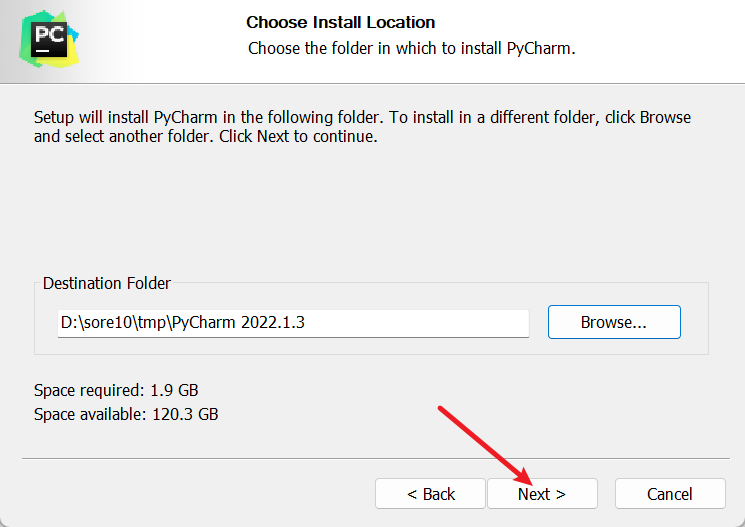 PC
Choose Install Location
Choose the folder in which to install PyCharm.
Setup will install PyCharm in the following folder. To install in a different folder, click Browse
and select another folder. Click Next to continue.
Destination Folder
D:\sore10\tmp\PyCharm 2022.1.3
Browse...
Space required: 1.9 GB
Space available: 120.3 GB
< Back
Next >
Cancel